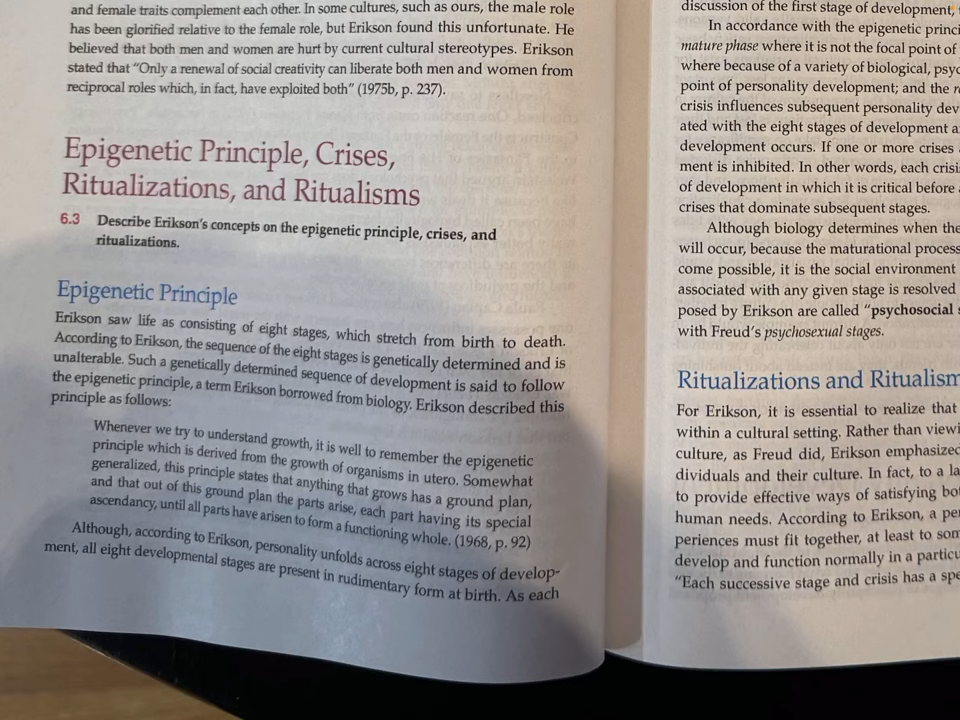 and female traits complement each other. In some cultures, such as ours, the male role
has been glorified relative to the female role, but Erikson found this unfortunate. He
believed that both men and women are hurt by current cultural stereotypes. Erikson
stated that “Only a renewal of social creativity can liberate both men and women from
reciprocal roles which, in fact, have exploited both” (1975b, p. 237).
Epigenetic Principle, Crises,
Ritualizations, and Ritualisms
6.3 Describe Erikson’s concepts on the epigenetic principle, crises, and
ritualizations.
Epigenetic Principle
Erikson saw life as consisting of eight stages, which stretch from birth to death.
According to Erikson, the sequence of the eight stages is genetically determined and is
unalterable. Such a genetically determined sequence of development is said to follow
the epigenetic principle, a term Erikson borrowed from biology. Erikson described this
principle as follows:
Whenever we try to understand growth, it is well to remember the epigenetic
principle which is derived from the growth of organisms in utero. Somewhat
generalized, this principle states that anything that grows has a ground plan,
and that out of this ground plan the parts arise, each part having its special
ascendancy, until all parts have arisen to form a functioning whole. (1968, p. 92)
Although, according to Erikson, personality unfolds across eight stages of develop-
ment, all eight developmental stages are present in rudimentary form at birth. As each
discussion of the first stage of development,
In accordance with the epigenetic princi
mature phase where it is not the focal point of
where because of a variety of biological, psyc
point of personality development; and the
crisis influences subsequent personality dev
ated with the eight stages of development a
development occurs. If one or more crises
ment is inhibited. In other words, each crisi
of development in which it is critical before
crises that dominate subsequent stages.
Although biology determines when the
will occur, because the maturational process
come possible, it is the social environment
associated with any given stage is resolved
posed by Erikson are called “psychosocial s
with Freud’s psychosexual stages.
Ritualizations and Ritualism
For Erikson, it is essential to realize that
within a cultural setting. Rather than viewi
culture, as Freud did, Erikson emphasized
dividuals and their culture. In fact, to a la
to provide effective ways of satisfying bo
human needs. According to Erikson, a per
periences must fit together, at least to som
develop and function normally in a particu
“Each successive stage and crisis has a spe